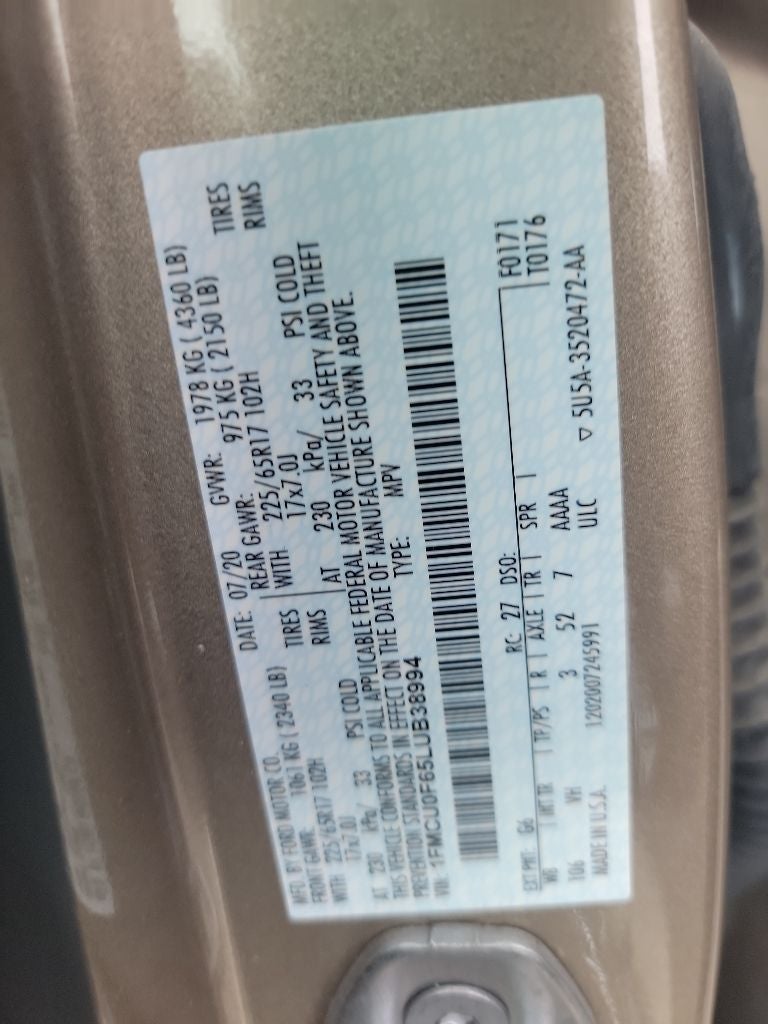 MFD. BY FORD MOTOR CO. DATE: 07/20 GVWR: 1978 KG ( 4360 LB)
FRONT GAWR: 1061 KG ( 2340 LB) REAR GAWR: 975 KG ( 2150 LB)
WITH 225/65R17 102H TIRES WITH 225/65R17 102H TIRES
17x7.0J RIMS 17x7.0J RIMS
AT 230 kPa/ 33 PSI COLD AT 230 kPa/ 33 PSI COLD
THIS VEHICLE CONFORMS TO ALL APPLICABLE FEDERAL MOTOR VEHICLE SAFETY AND THEFT
PREVENTION STANDARDS IN EFFECT ON THE DATE OF MANUFACTURE SHOWN ABOVE.
VIN: 1FMCU0F65LUB38994 TYPE: MPV
F0171
T0176
EXT PNT: G6 RC: 27 DSO:
WB INT TR TP/PS R AXLE TR SPR
106 VH 3 52 7 AAAA
ULC
MADE IN U.S.A. 1202007245991 ▽ 5U5A-3520472-AA